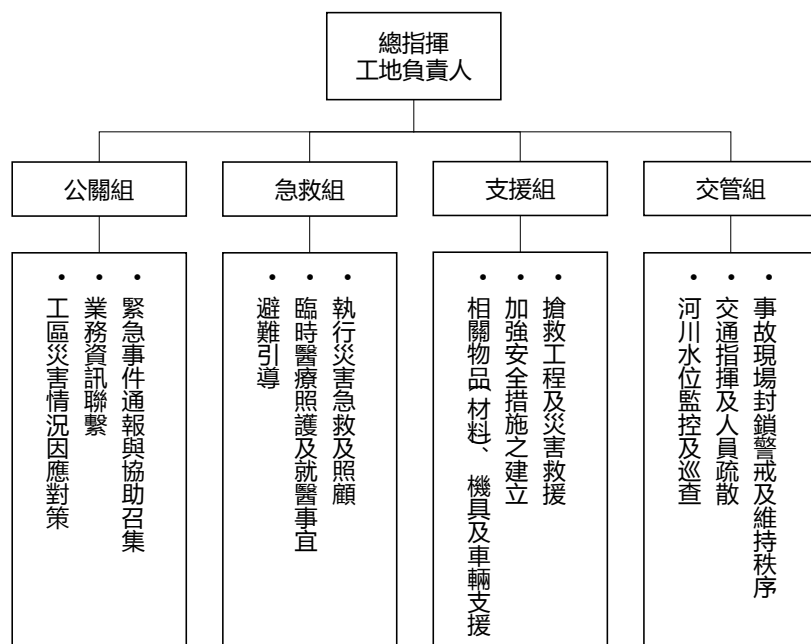 總指揮
工地負責人
公關組
急救組
支援組
交管組
• 緊急事件通報與協助召集
• 業務資訊聯繫
• 工區災害情況因應對策
• 執行災害急救及照顧
• 臨時醫療照護及就醫事宜
• 避難引導
• 搶救工程及災害救援
• 加強安全措施之建立
• 相關物品(材料)、機具及車輛支援
• 事故現場封鎖警戒及維持秩序
• 交通指揮及人員疏散
• 河川水位監控及巡查